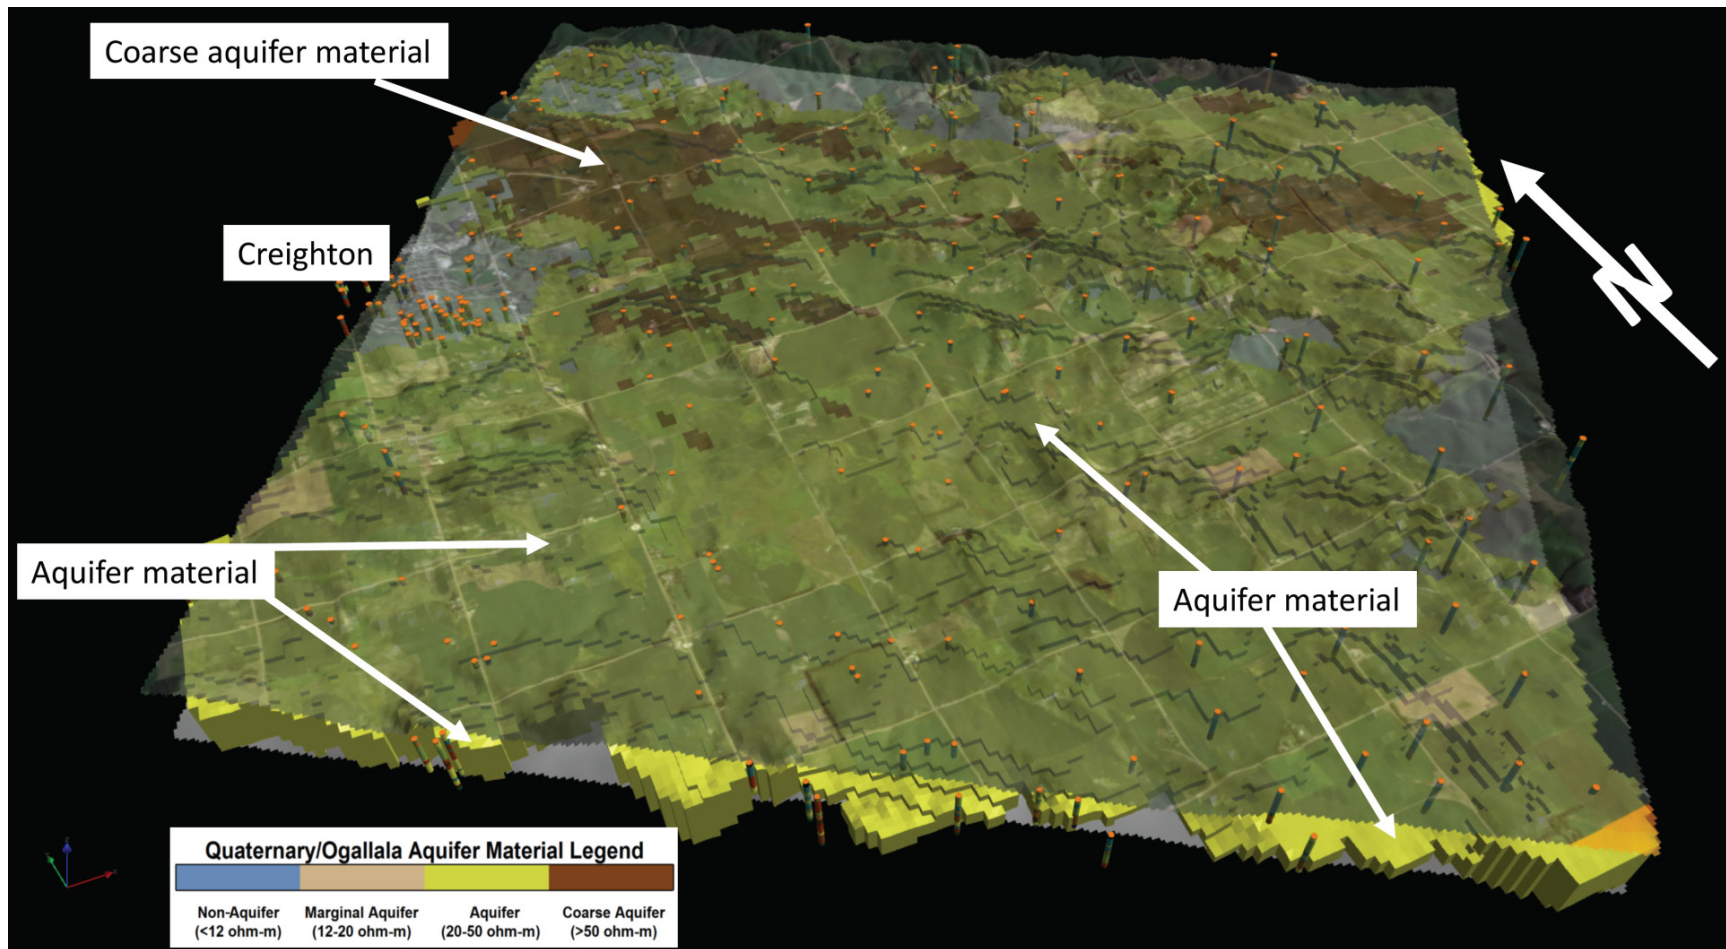 Coarse aquifer material
Creighton
Aquifer material
Aquifer material
Quaternary/Ogallala Aquifer Material Legend
Non-Aquifer
(<12 ohm-m)
Marginal Aquifer
(12-20 ohm-m)
Aquifer
(20-50 ohm-m)
Coarse Aquifer
(>50 ohm-m)
N